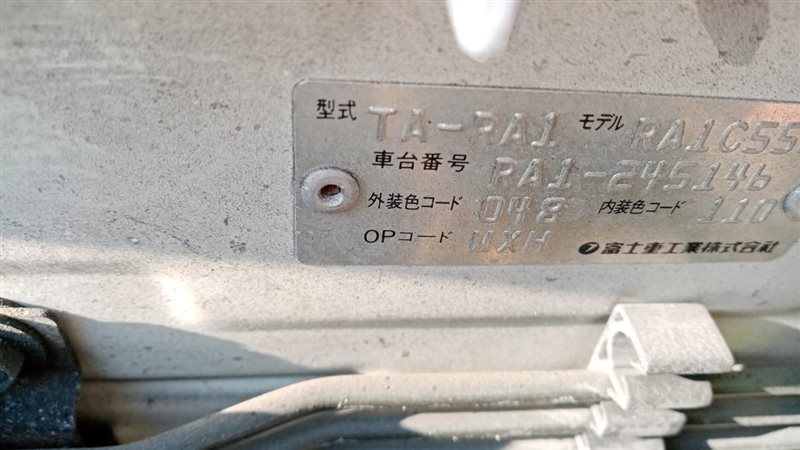 型式 TA-RA1 モデル RA1C55
車台番号 RA1-245146
外装色コード 048 内装色コード 110
OPコード UXH 富士重工業株式会社